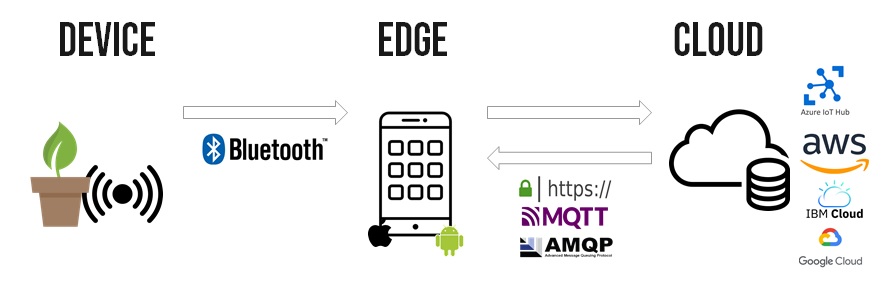 DEVICE
EDGE
CLOUD
Bluetooth™
https://
MQTT
AMQP
Advanced Message Queuing Protocol
Azure IoT Hub
aws
IBM Cloud
Google Cloud